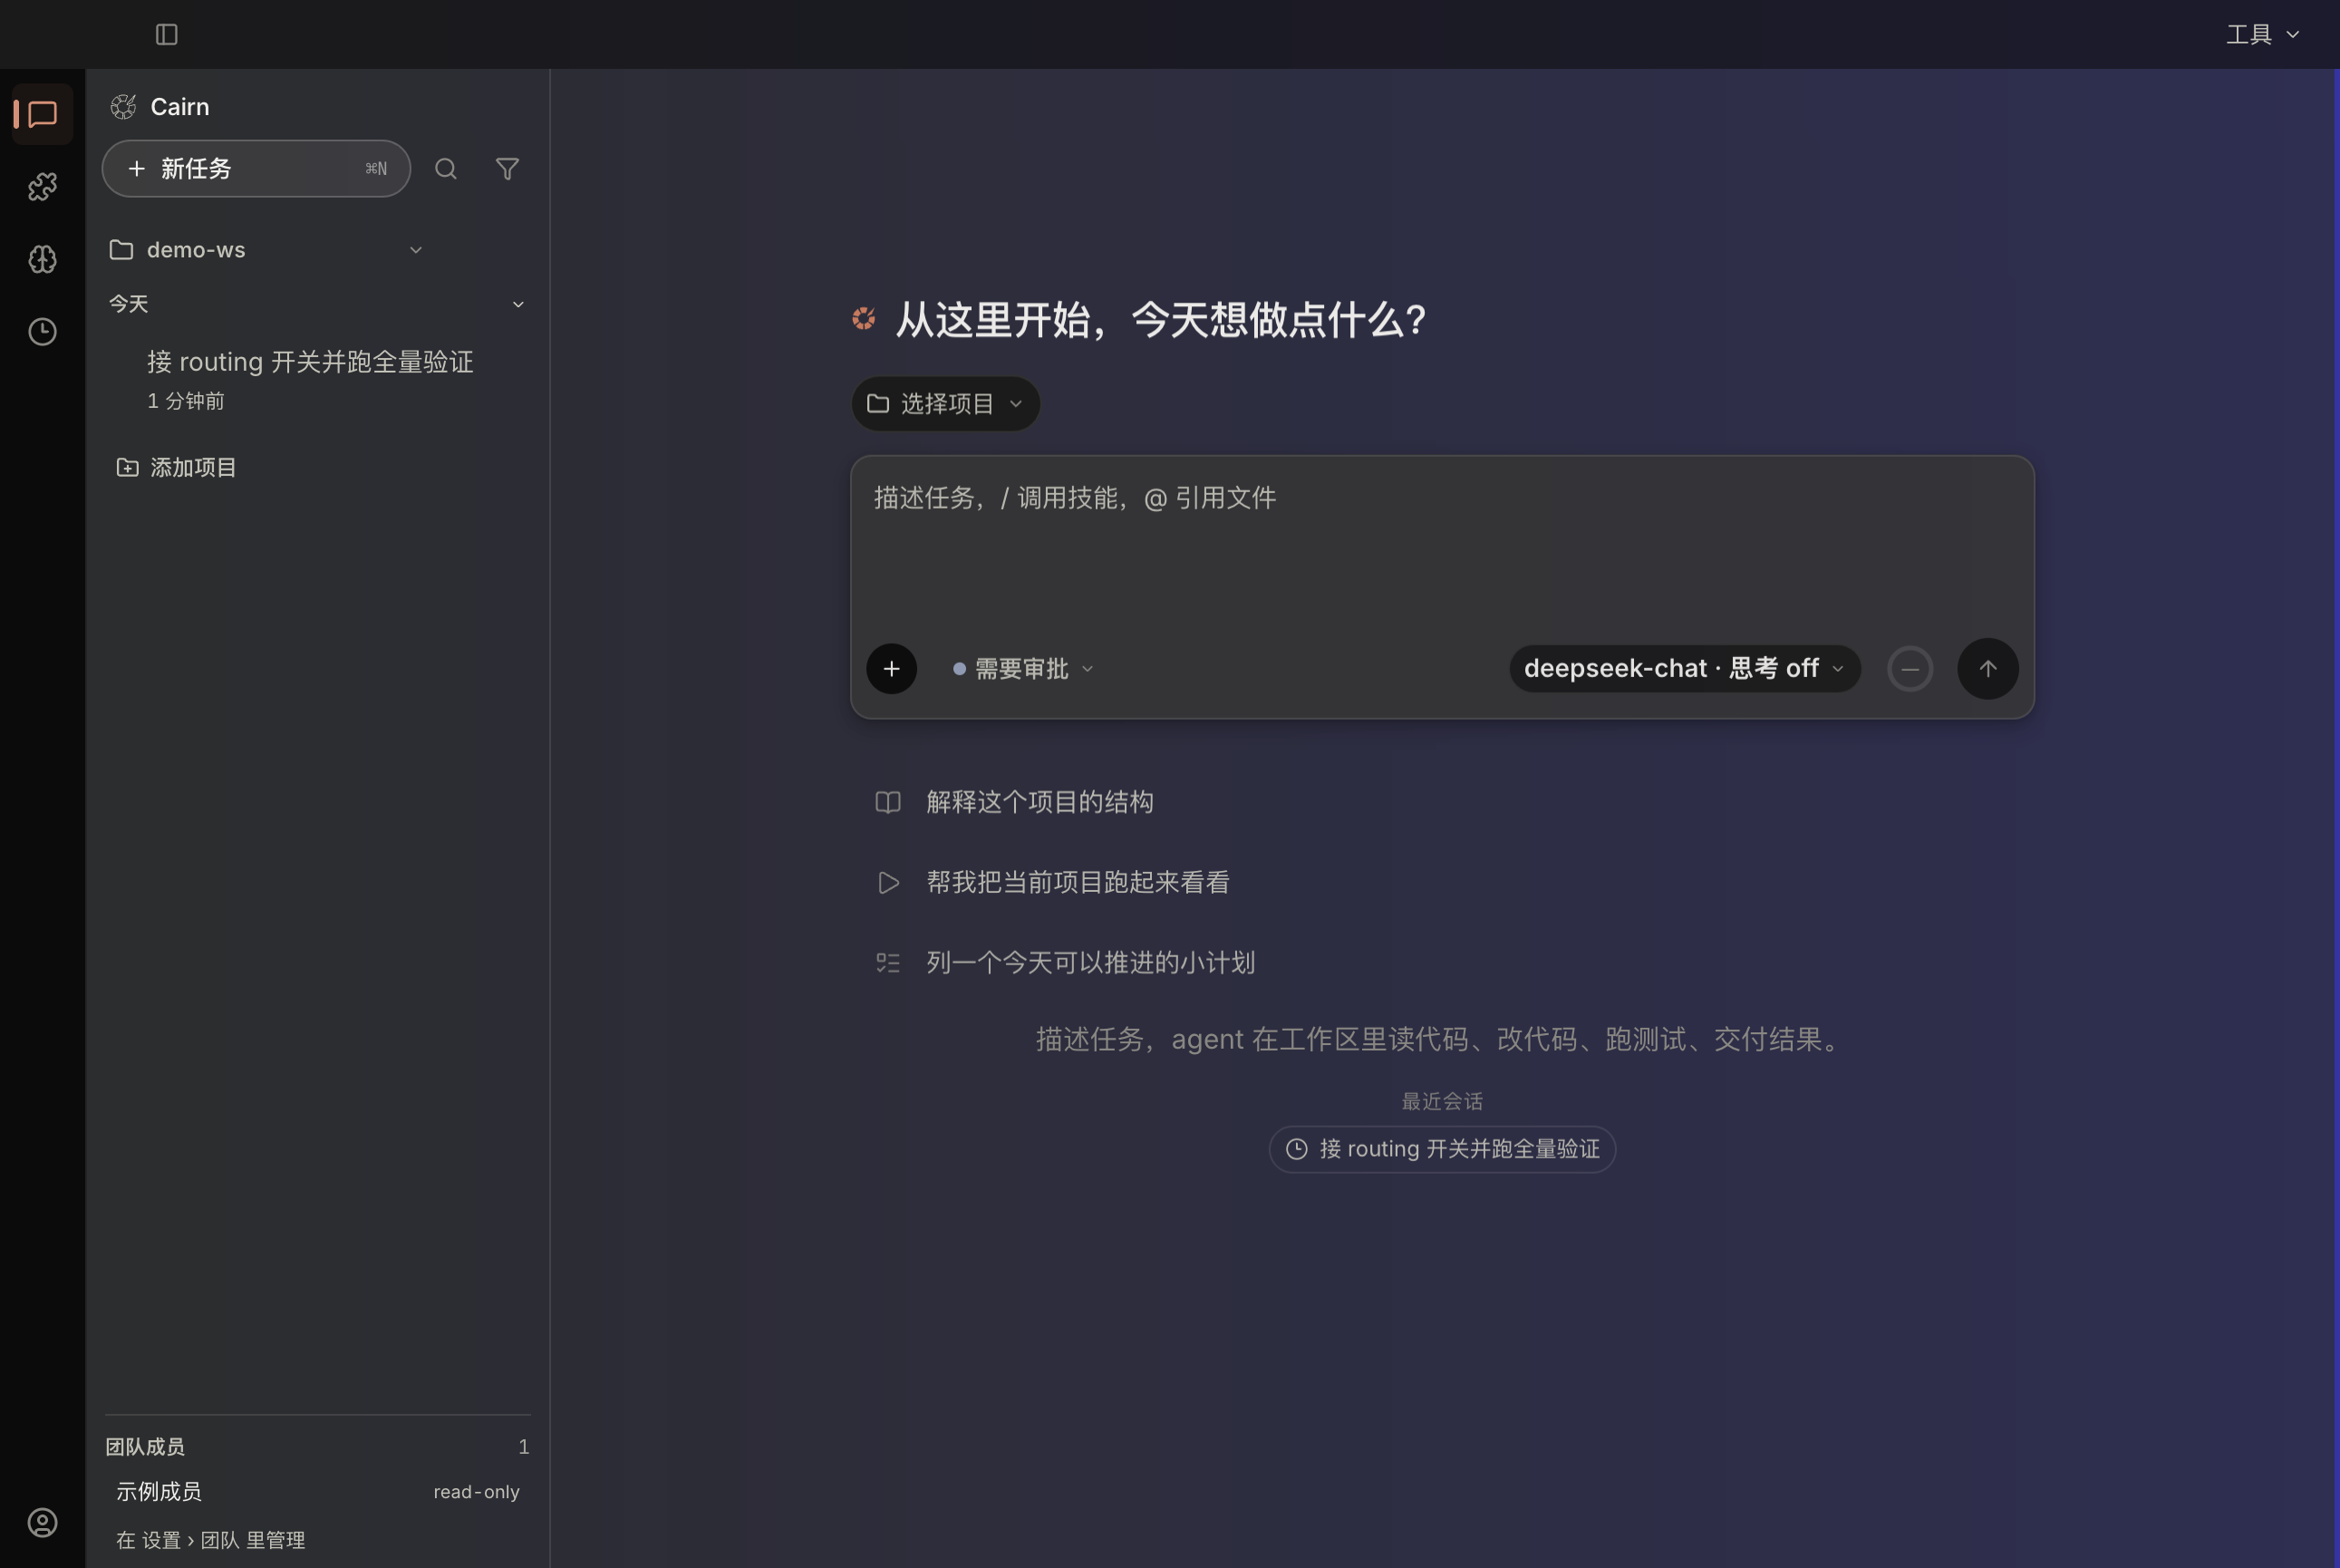 工具
Cairn
新任务 ⌘N
demo-ws
今天
接 routing 开关并跑全量验证
1 分钟前
添加项目
团队成员 1
示例成员 read-only
在 设置 › 团队 里管理
从这里开始，今天想做点什么？
选择项目
描述任务，/ 调用技能，@ 引用文件
需要审批
deepseek-chat · 思考 off
解释这个项目的结构
帮我把当前项目跑起来看看
列一个今天可以推进的小计划
描述任务，agent 在工作区里读代码、改代码、跑测试、交付结果。
最近会话
接 routing 开关并跑全量验证